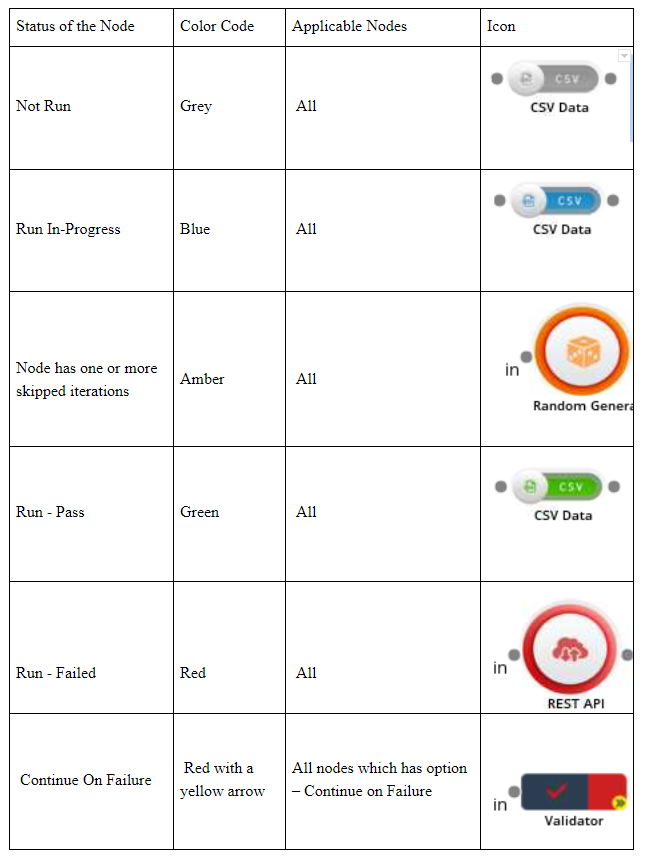 Status of the Node Color Code Applicable Nodes Icon
CSV
Not Run Grey All CSV Data
CSV
Run In-Progress Blue All CSV Data
Node has one or more
skipped iterations Amber All in
Random Genera
CSV
Run - Pass Green All CSV Data
Run - Failed Red All in
REST API
Continue On Failure Red with a
yellow arrow All nodes which has option
– Continue on Failure in
Validator